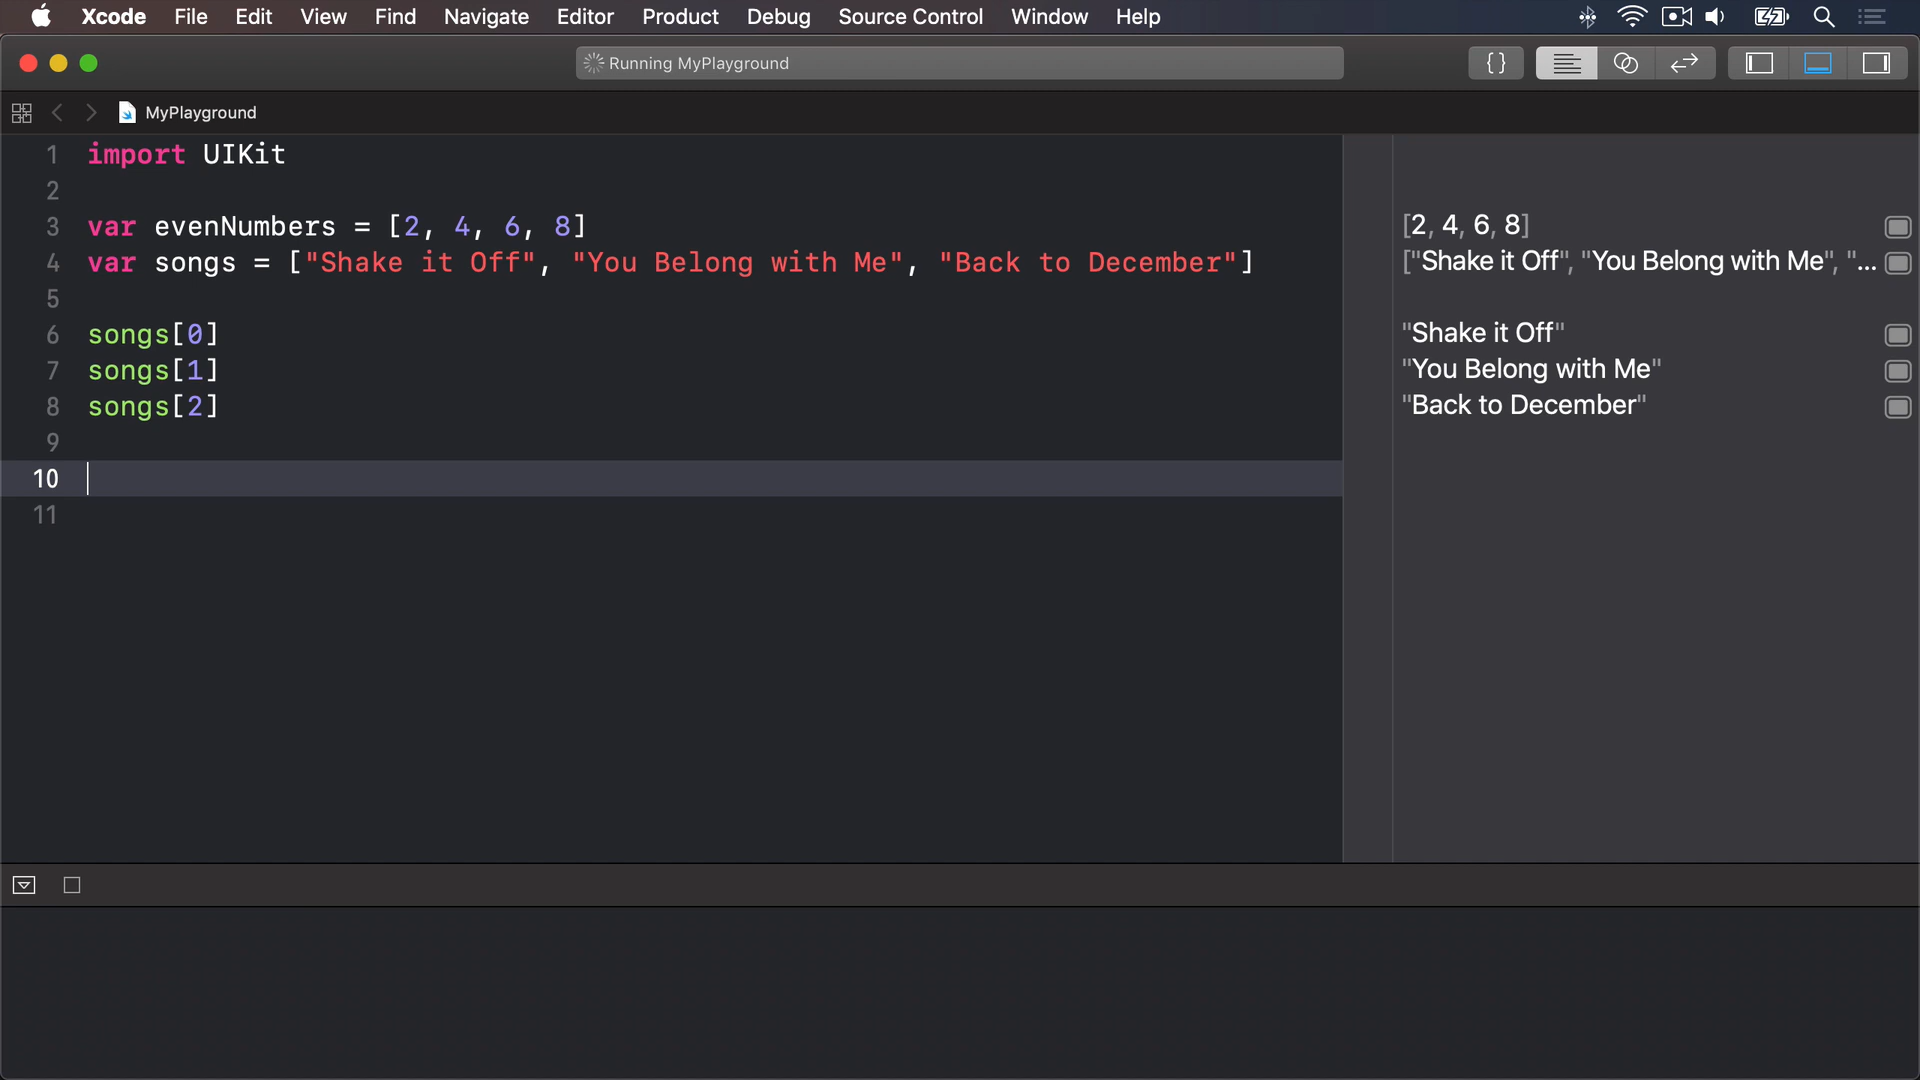 Xcode File Edit View Find Navigate Editor Product Debug Source Control Window Help
Running MyPlayground
{}
MyPlayground
1 import UIKit
2
3 var evenNumbers = [2, 4, 6, 8]
[2, 4, 6, 8]
4 var songs = ["Shake it Off", "You Belong with Me", "Back to December"]
["Shake it Off", "You Belong with Me", "...
5
6 songs[0]
"Shake it Off"
7 songs[1]
"You Belong with Me"
8 songs[2]
"Back to December"
9
10
11